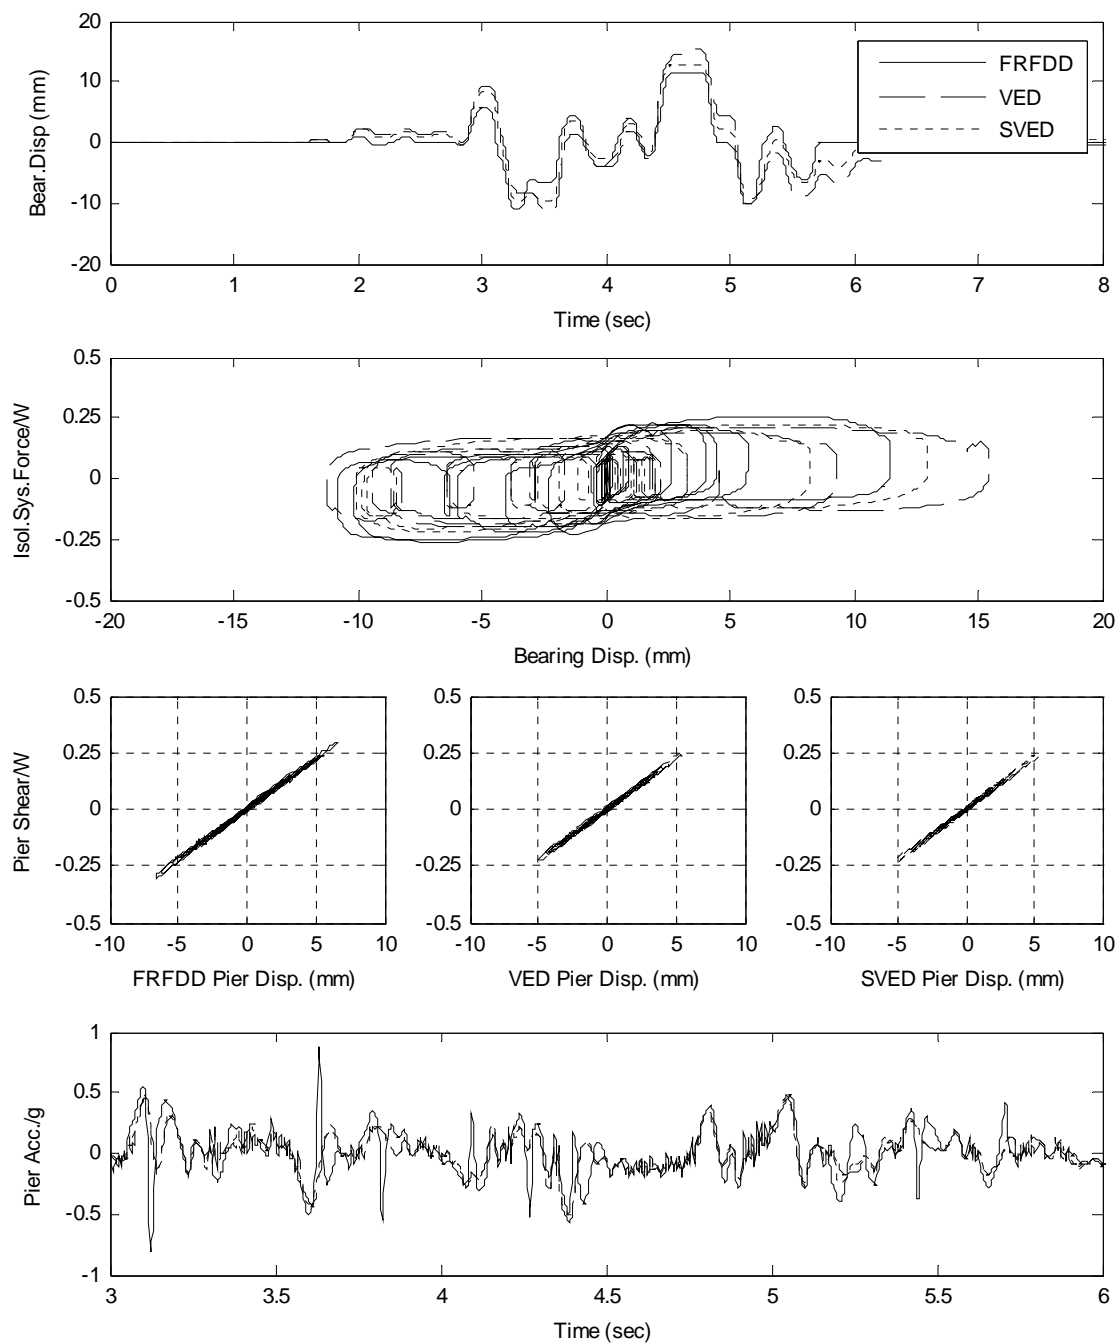 20
10
0
-10
-20
Bear.Disp (mm)
FRFDD
VED
SVED
0 1 2 3 4 5 6 7 8
Time (sec)
0.5
0.25
0
-0.25
-0.5
Isol.Sys.Force/W
-20 -15 -10 -5 0 5 10 15 20
Bearing Disp. (mm)
0.5
0.25
0
-0.25
-0.5
Pier Shear/W
-10 -5 0 5 10
FRFDD Pier Disp. (mm)
0.5
0.25
0
-0.25
-0.5
-10 -5 0 5 10
VED Pier Disp. (mm)
0.5
0.25
0
-0.25
-0.5
-10 -5 0 5 10
SVED Pier Disp. (mm)
1
0.5
0
-0.5
-1
Pier Acc./g
3 3.5 4 4.5 5 5.5 6
Time (sec)